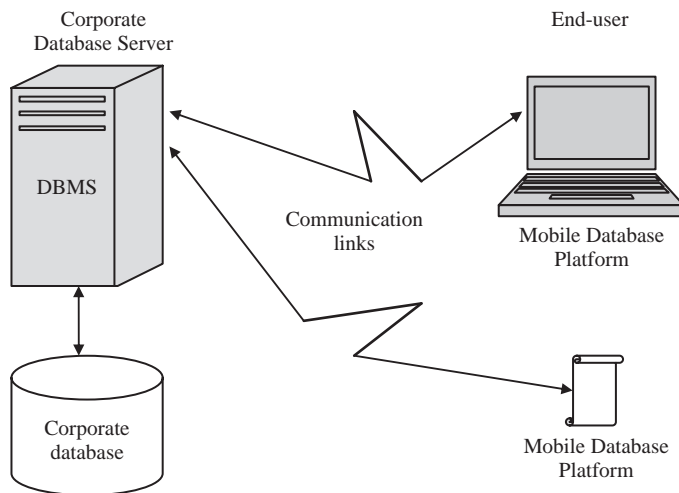 Corporate
Database Server
End-user
DBMS
Communication
links
Mobile Database
Platform
Corporate
database
Mobile Database
Platform